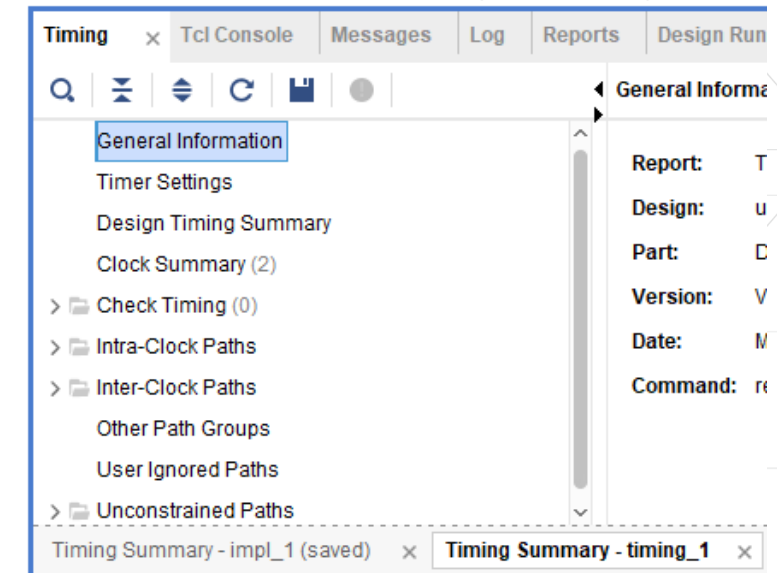 Timing Tcl Console Messages Log Reports Design Run
General Informa
General Information
Timer Settings
Design Timing Summary
Clock Summary (2)
Check Timing (0)
Intra-Clock Paths
Inter-Clock Paths
Other Path Groups
User Ignored Paths
Unconstrained Paths
Report: T
Design: u
Part:
Version: V
Date: M
Command: re
Timing Summary - impl_1 (saved) Timing Summary - timing_1